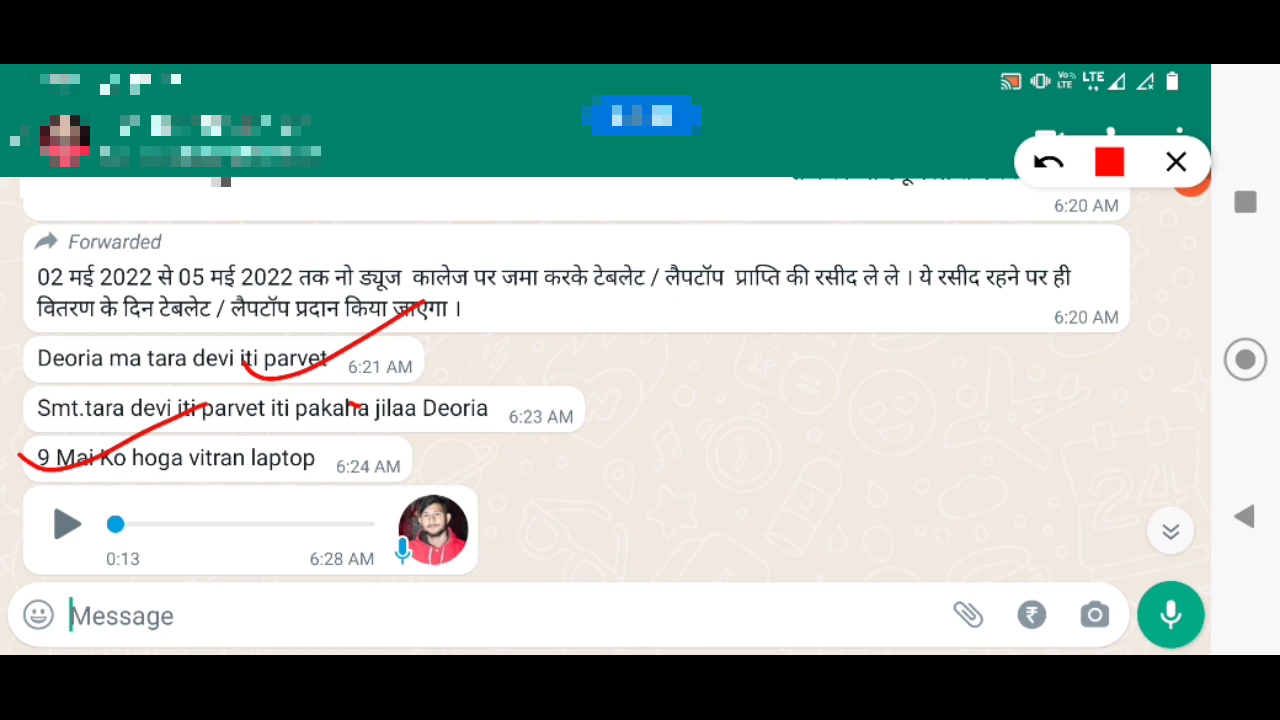 Vo))
LTE
LTE
6:20 AM
Forwarded
02 मई 2022 से 05 मई 2022 तक नो ड्यूज कालेज पर जमा करके टेबलेट / लैपटॉप प्राप्ति की रसीद ले ले । ये रसीद रहने पर ही
वितरण के दिन टेबलेट / लैपटॉप प्रदान किया जाएगा ।
6:20 AM
Deoria ma tara devi iti parvet
6:21 AM
Smt.tara devi iti parvet iti pakaha jilaa Deoria
6:23 AM
9 Mai Ko hoga vitran laptop
6:24 AM
0:13
6:28 AM
Message